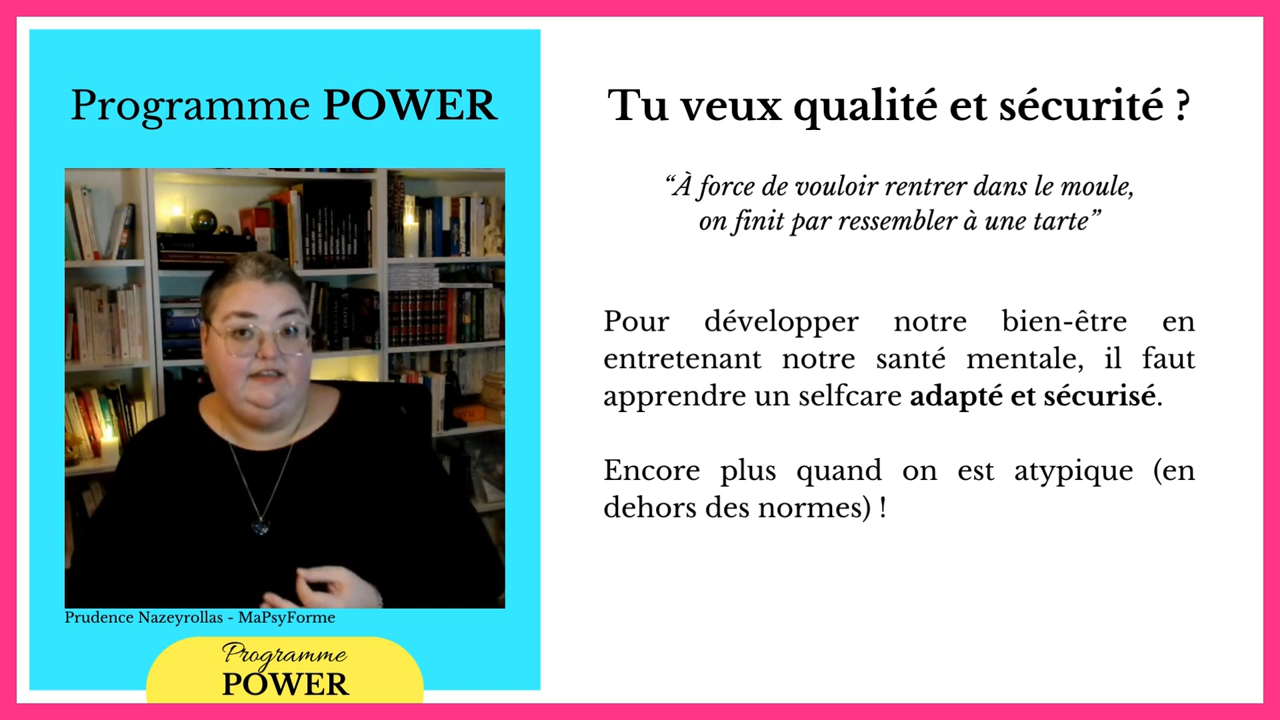 Programme POWER
Prudence Nazeyrollas - MaPsyForme
Programme
POWER
Tu veux qualité et sécurité ?
“À force de vouloir rentrer dans le moule,
on finit par ressembler à une tarte”
Pour développer notre bien-être en
entretenant notre santé mentale, il faut
apprendre un selfcare adapté et sécurisé.
Encore plus quand on est atypique (en
dehors des normes) !